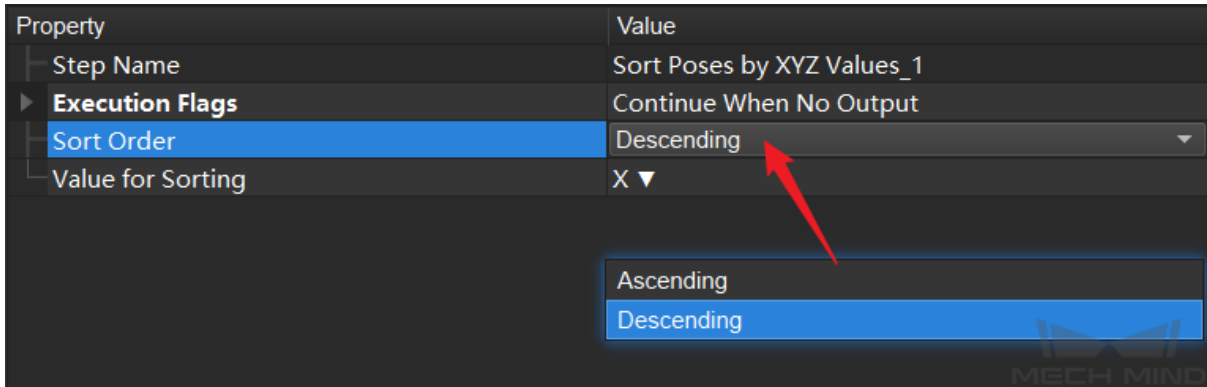 Property Value
Step Name Sort Poses by XYZ Values_1
Execution Flags Continue When No Output
Sort Order Descending
Value for Sorting X ▼
Ascending
Descending
MECH MIND